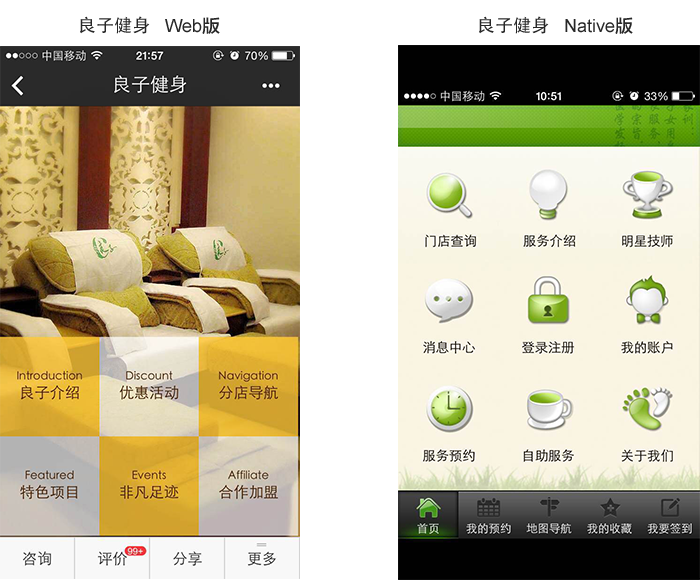 良子健身 Web版
良子健身 Native版
中国移动 21:57 70%
良子健身
Introduction
良子介绍
Discount
优惠活动
Navigation
分店导航
Featured
特色项目
Events
非凡足迹
Affiliate
合作加盟
咨询 评价 99+ 分享 更多
中国移动 10:51 33%
门店查询 服务介绍 明星技师
消息中心 登录注册 我的账户
服务预约 自助服务 关于我们
首页 我的预约 地图导航 我的收藏 我要签到